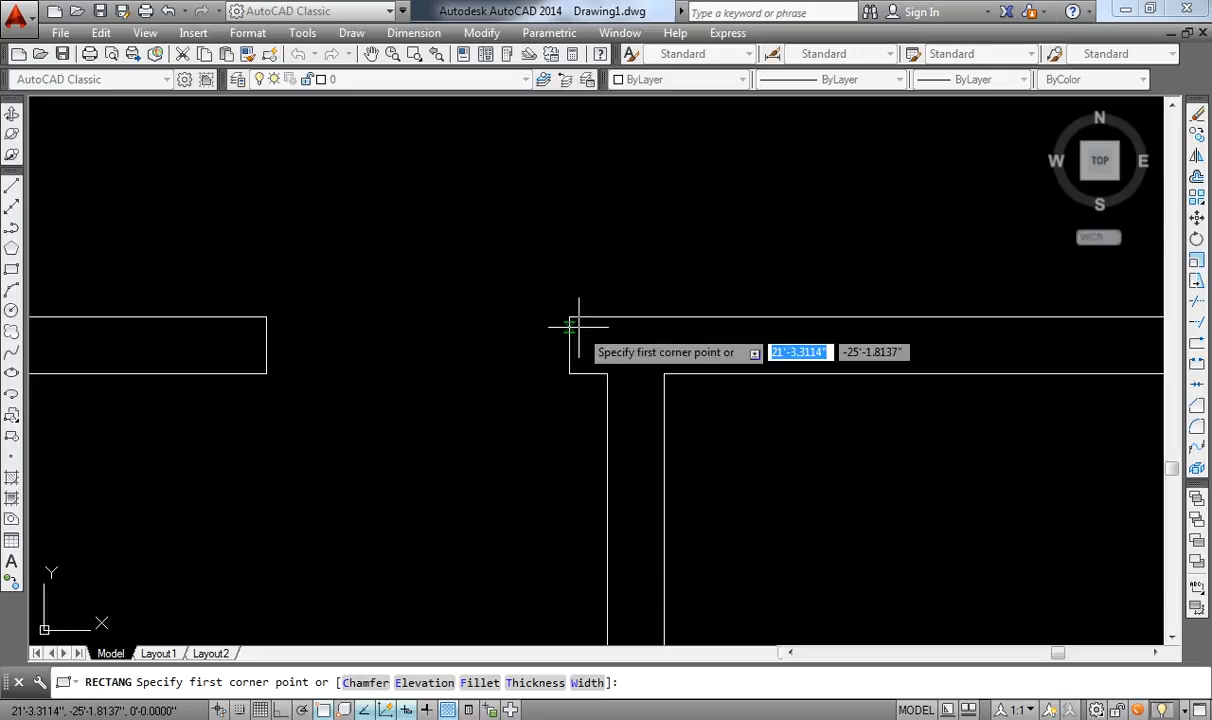 AutoCAD Classic
Autodesk AutoCAD 2014 Drawing1.dwg
Type a keyword or phrase
Sign In
File Edit View Insert Format Tools Draw Dimension Modify Parametric Window Help Express
Standard Standard Standard Standard
AutoCAD Classic 0 ByLayer ByLayer ByLayer ByColor
N
W TOP E
S
WCS
Specify first corner point or 21'-3.3114" -25'-1.8137"
Y
X
Model Layout1 Layout2
RECTANG Specify first corner point or [Chamfer Elevation Fillet Thickness Width]:
21'-3.3114", -25'-1.8137", 0'-0.0000" MODEL 1:1